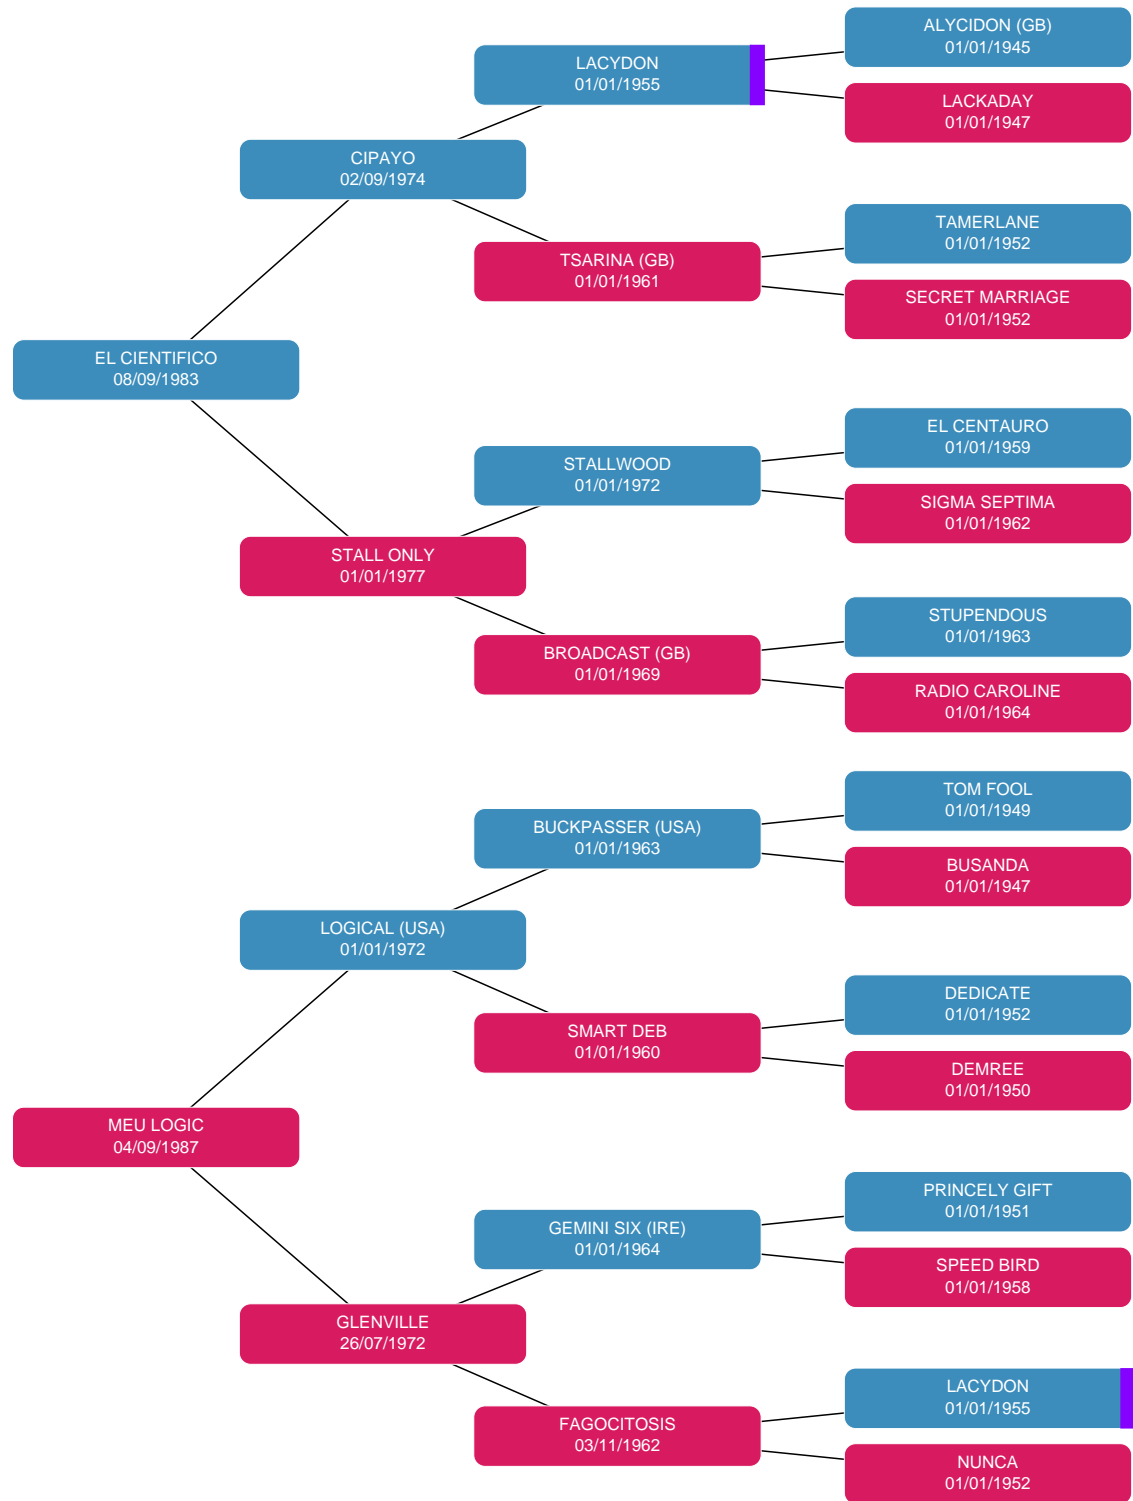 ALYCIDON (GB)
01/01/1945
LACYDON
01/01/1955
LACKADAY
01/01/1947
CIPAYO
02/09/1974
TAMERLANE
01/01/1952
TSARINA (GB)
01/01/1961
SECRET MARRIAGE
01/01/1952
EL CIENTIFICO
08/09/1983
EL CENTAURO
01/01/1959
STALLWOOD
01/01/1972
SIGMA SEPTIMA
01/01/1962
STALL ONLY
01/01/1977
STUPENDOUS
01/01/1963
BROADCAST (GB)
01/01/1969
RADIO CAROLINE
01/01/1964
TOM FOOL
01/01/1949
BUCKPASSER (USA)
01/01/1963
BUSANDA
01/01/1947
LOGICAL (USA)
01/01/1972
DEDICATE
01/01/1952
SMART DEB
01/01/1960
DEMREE
01/01/1950
MEU LOGIC
04/09/1987
PRINCELY GIFT
01/01/1951
GEMINI SIX (IRE)
01/01/1964
SPEED BIRD
01/01/1958
GLENVILLE
26/07/1972
LACYDON
01/01/1955
FAGOCITOSIS
03/11/1962
NUNCA
01/01/1952